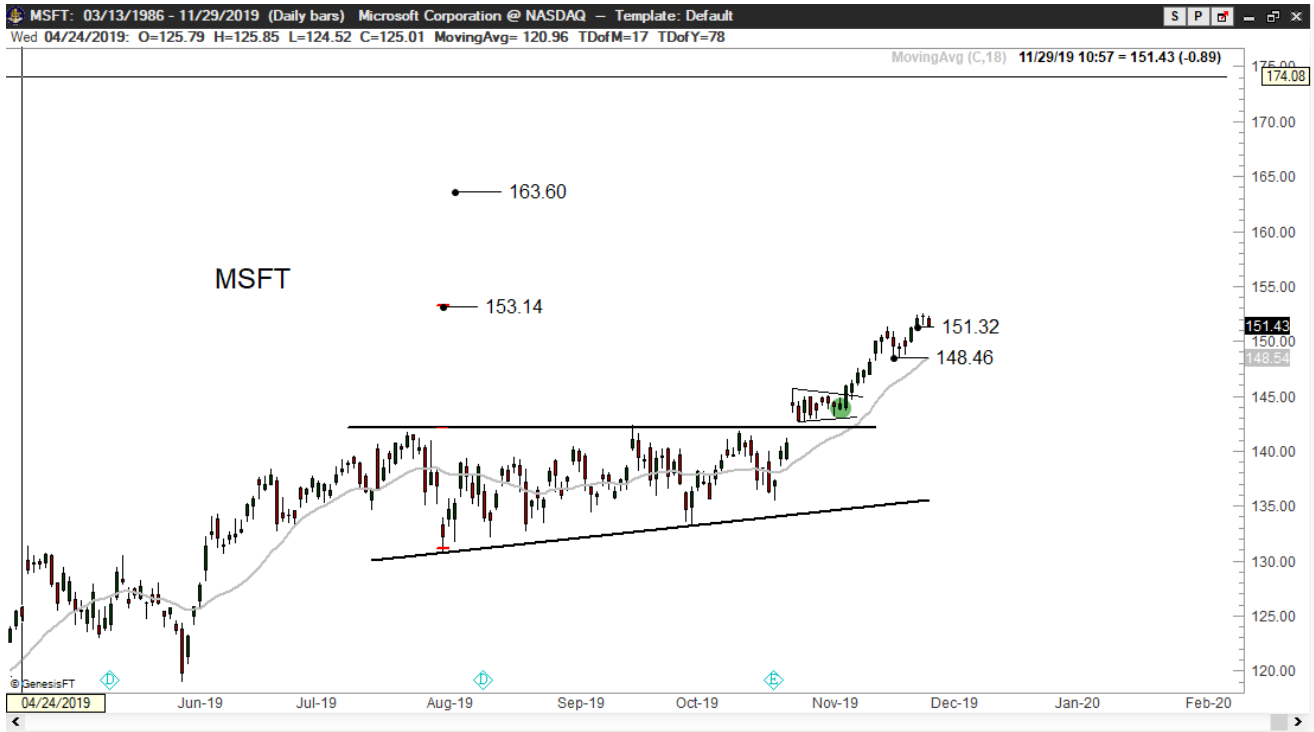 MSFT: 03/13/1986 - 11/29/2019 (Daily bars) Microsoft Corporation @ NASDAQ — Template: Default
S P
Wed 04/24/2019: O=125.79 H=125.85 L=124.52 C=125.01 MovingAvg= 120.96 TDofM=17 TDofY=78
MovingAvg (C,18) 11/29/19 10:57 = 151.43 (-0.89)
175.00
174.08
170.00
163.60
165.00
160.00
MSFT
155.00
153.14
151.32
151.43
150.00
148.46
148.54
145.00
140.00
135.00
130.00
125.00
120.00
D D E
© GenesisFT
04/24/2019 Jun-19 Jul-19 Aug-19 Sep-19 Oct-19 Nov-19 Dec-19 Jan-20 Feb-20